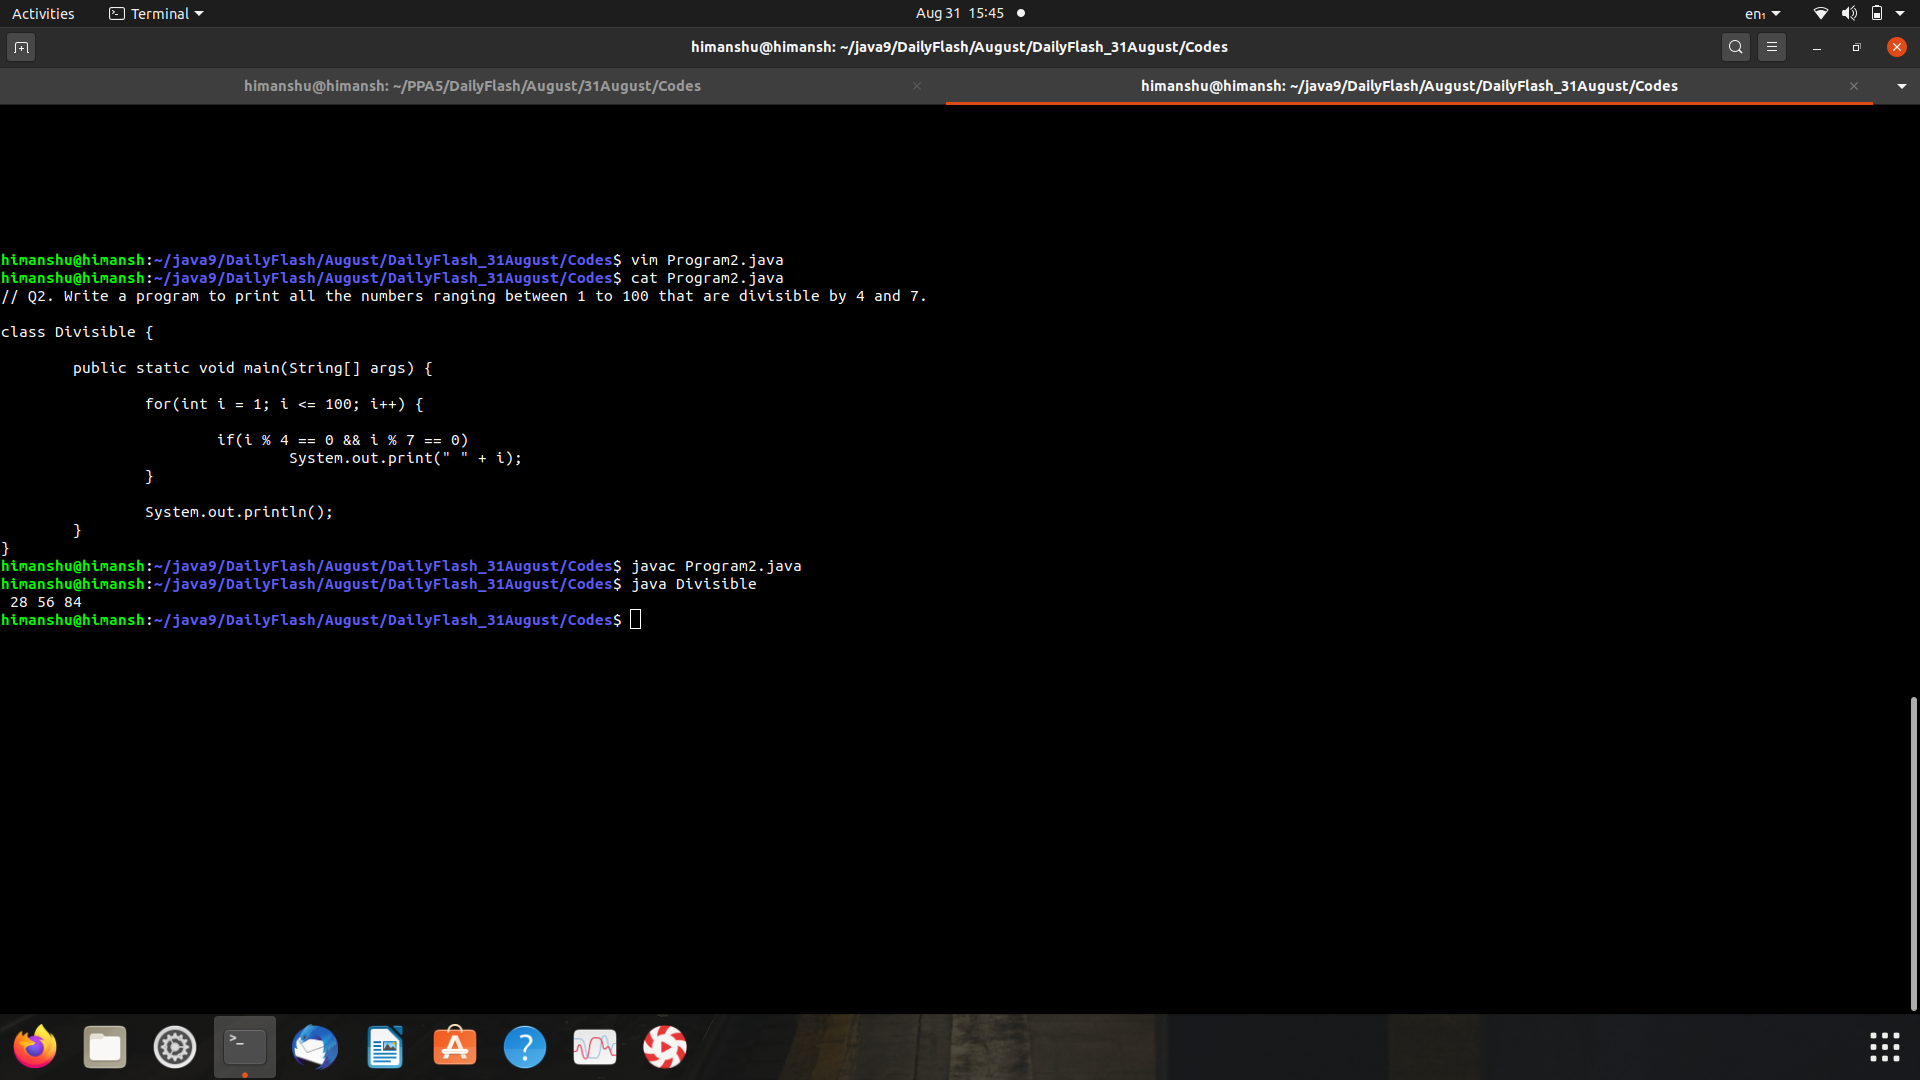 Activities Terminal Aug 31 15:45 en₁
himanshu@himansh: ~/java9/DailyFlash/August/DailyFlash_31August/Codes
himanshu@himansh: ~/PPA5/DailyFlash/August/31August/Codes himanshu@himansh: ~/java9/DailyFlash/August/DailyFlash_31August/Codes
himanshu@himansh:~/java9/DailyFlash/August/DailyFlash_31August/Codes$ vim Program2.java
himanshu@himansh:~/java9/DailyFlash/August/DailyFlash_31August/Codes$ cat Program2.java
// Q2. Write a program to print all the numbers ranging between 1 to 100 that are divisible by 4 and 7.
class Divisible {
public static void main(String[] args) {
for(int i = 1; i <= 100; i++) {
if(i % 4 == 0 && i % 7 == 0)
System.out.print(" " + i);
}
System.out.println();
}
}
himanshu@himansh:~/java9/DailyFlash/August/DailyFlash_31August/Codes$ javac Program2.java
himanshu@himansh:~/java9/DailyFlash/August/DailyFlash_31August/Codes$ java Divisible
28 56 84
himanshu@himansh:~/java9/DailyFlash/August/DailyFlash_31August/Codes$